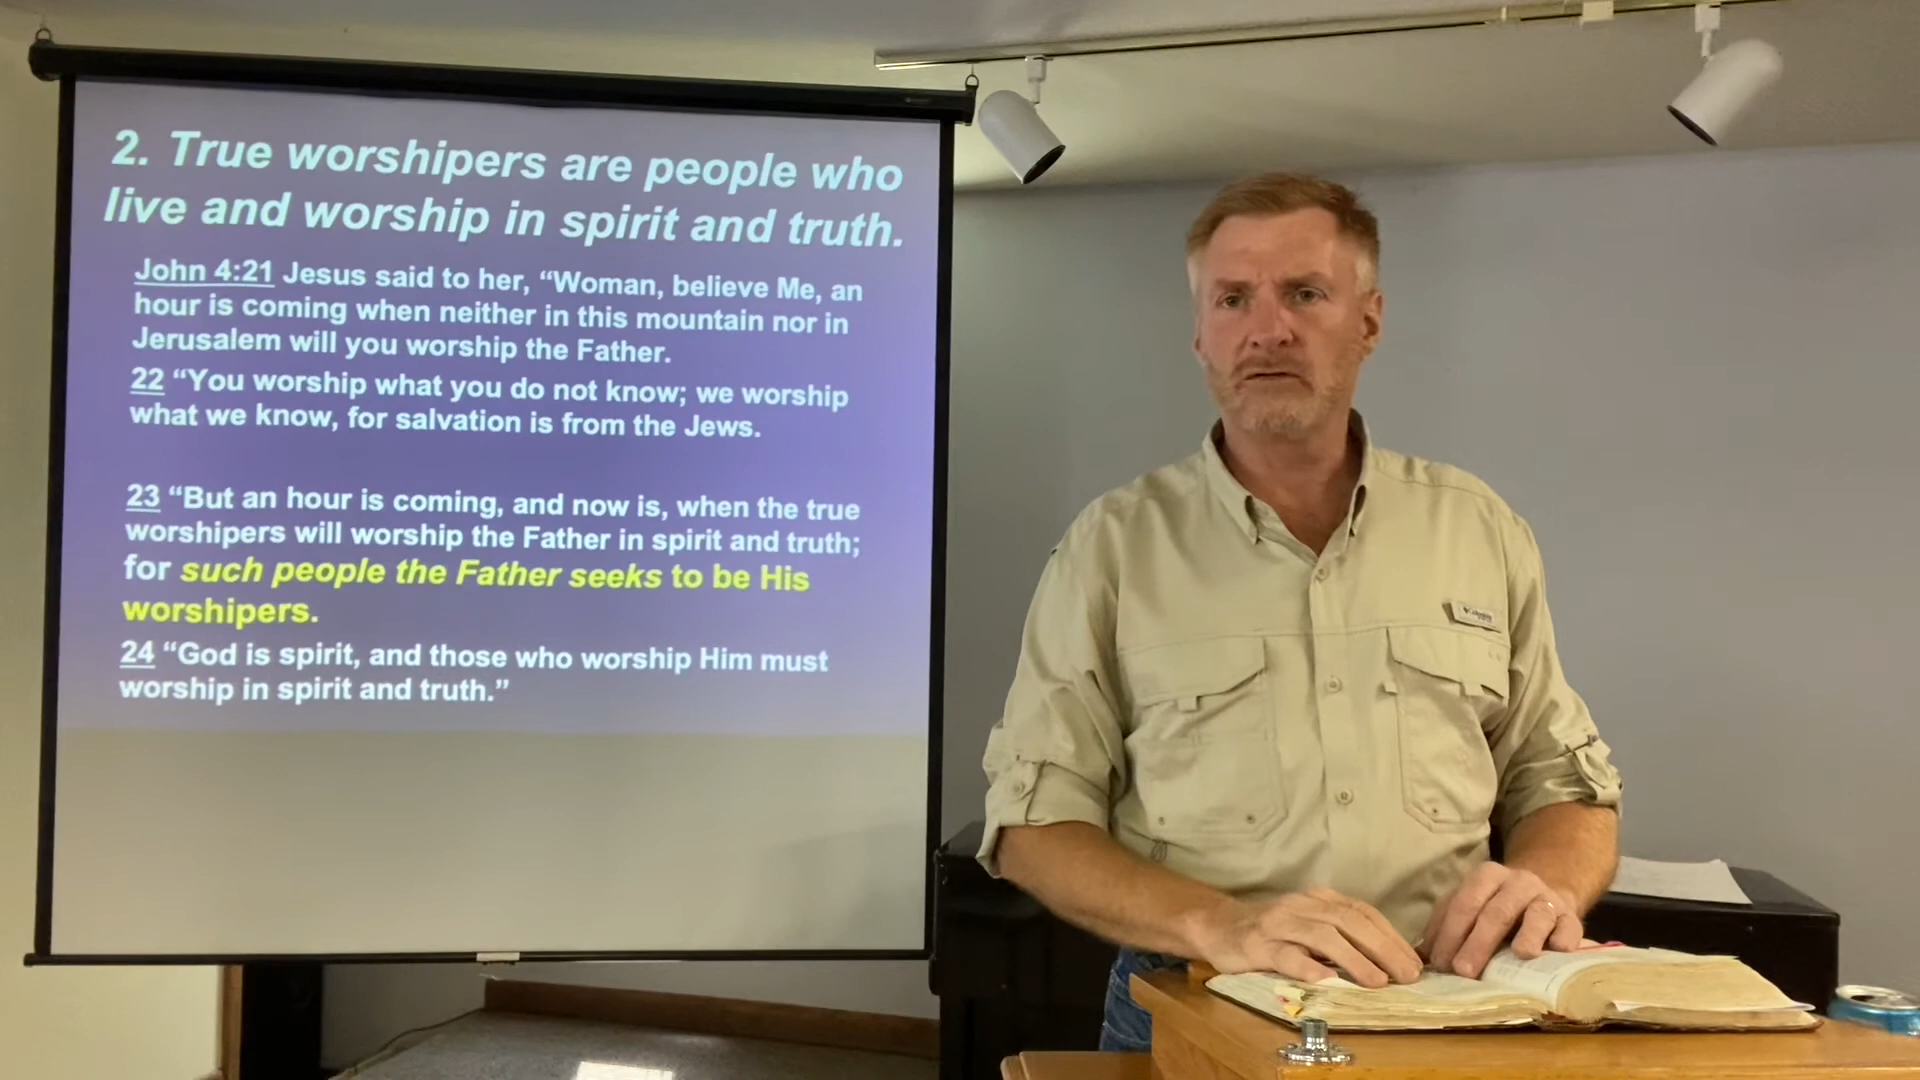 2. True worshipers are people who
live and worship in spirit and truth.
John 4:21 Jesus said to her, “Woman, believe Me, an
hour is coming when neither in this mountain nor in
Jerusalem will you worship the Father.
22 “You worship what you do not know; we worship
what we know, for salvation is from the Jews.
23 “But an hour is coming, and now is, when the true
worshipers will worship the Father in spirit and truth;
for such people the Father seeks to be His
worshipers.
24 “God is spirit, and those who worship Him must
worship in spirit and truth.”
Columbia